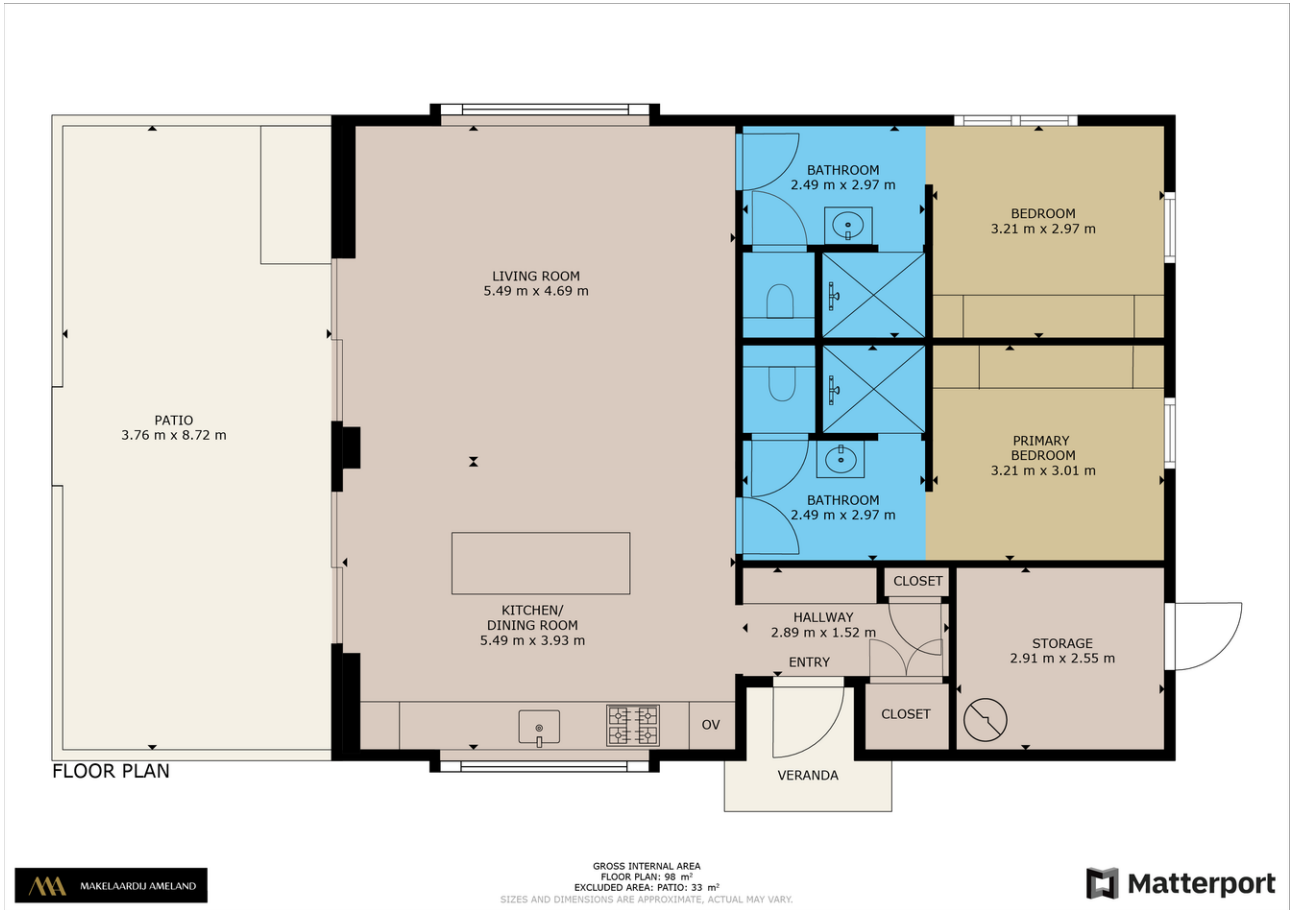 BATHROOM
2.49 m x 2.97 m
BEDROOM
3.21 m x 2.97 m
LIVING ROOM
5.49 m x 4.69 m
PATIO
3.76 m x 8.72 m
PRIMARY
BEDROOM
3.21 m x 3.01 m
BATHROOM
2.49 m x 2.97 m
CLOSET
KITCHEN/
DINING ROOM
5.49 m x 3.93 m
HALLWAY
2.89 m x 1.52 m
ENTRY
STORAGE
2.91 m x 2.55 m
CLOSET
OV
VERANDA
FLOOR PLAN
GROSS INTERNAL AREA
FLOOR PLAN: 98 m²
EXCLUDED AREA: PATIO: 33 m²
SIZES AND DIMENSIONS ARE APPROXIMATE, ACTUAL MAY VARY.
MAKELAARDIJ AMELAND
Matterport